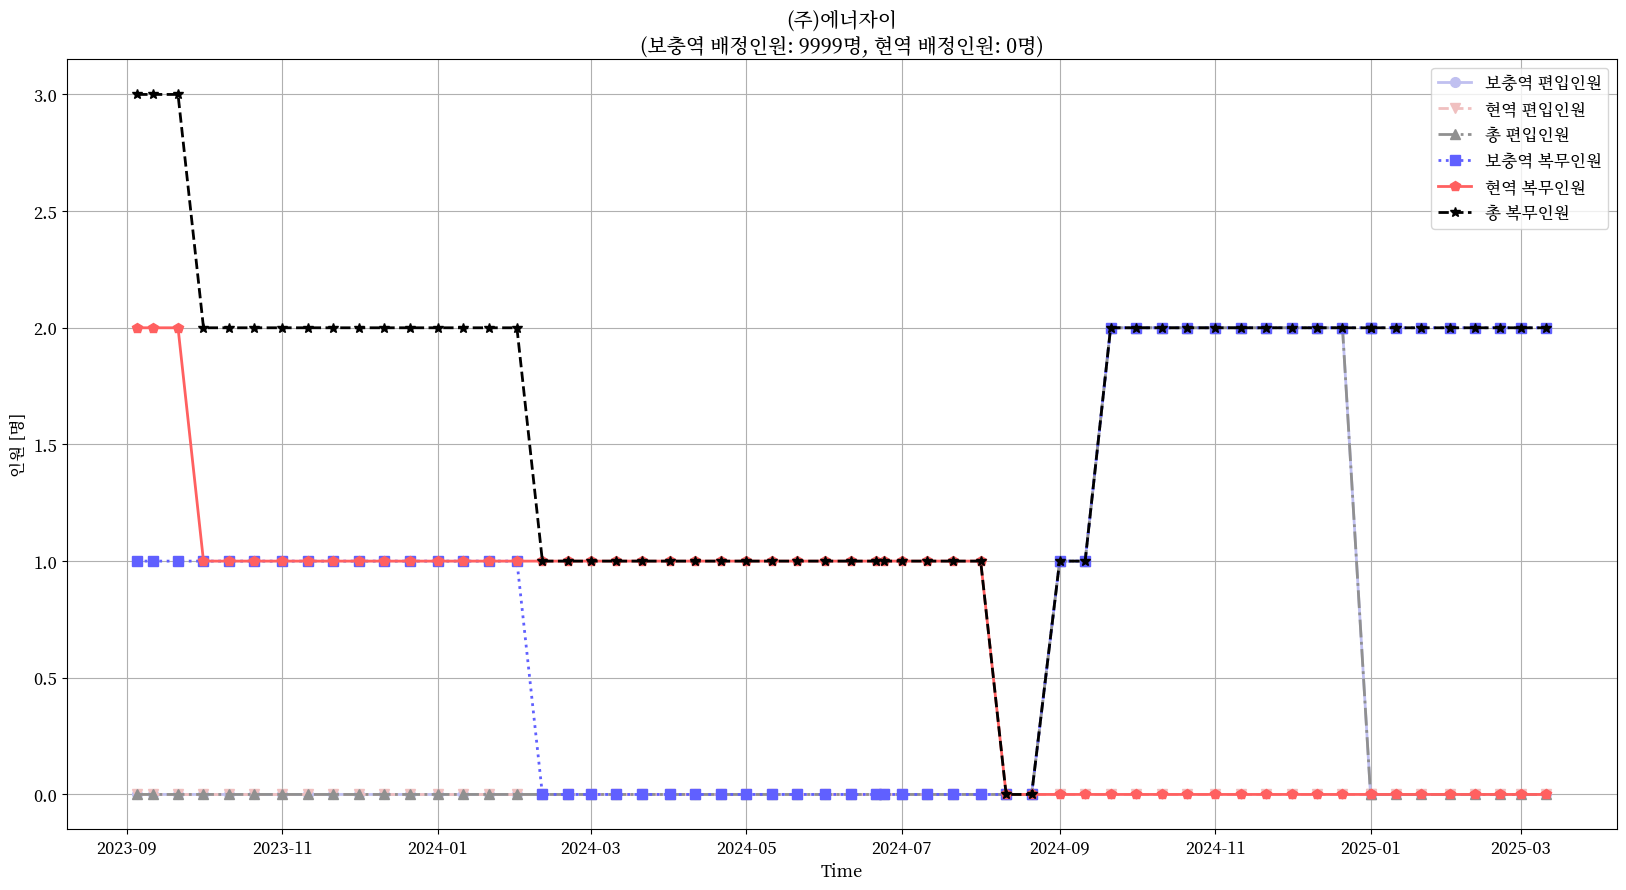 (주)에너자이
(보충역 배정인원: 9999명, 현역 배정인원: 0명)
보충역 편입인원
현역 편입인원
총 편입인원
보충역 복무인원
현역 복무인원
총 복무인원
인원 [명]
3.0
2.5
2.0
1.5
1.0
0.5
0.0
2023-09 2023-11 2024-01 2024-03 2024-05 2024-07 2024-09 2024-11 2025-01 2025-03
Time